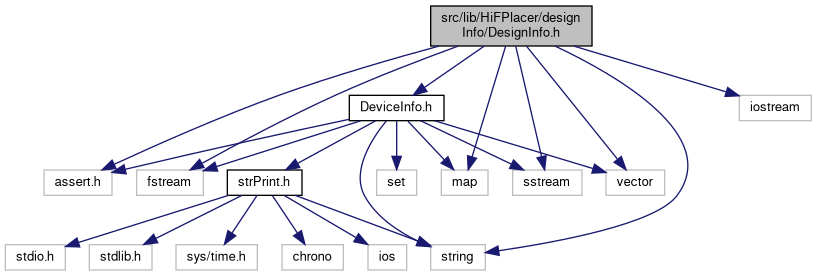 src/lib/HiFPlacer/design
Info/DesignInfo.h
DeviceInfo.h
iostream
assert.h
fstream
strPrint.h
set
map
sstream
vector
stdio.h
stdlib.h
sys/time.h
chrono
ios
string